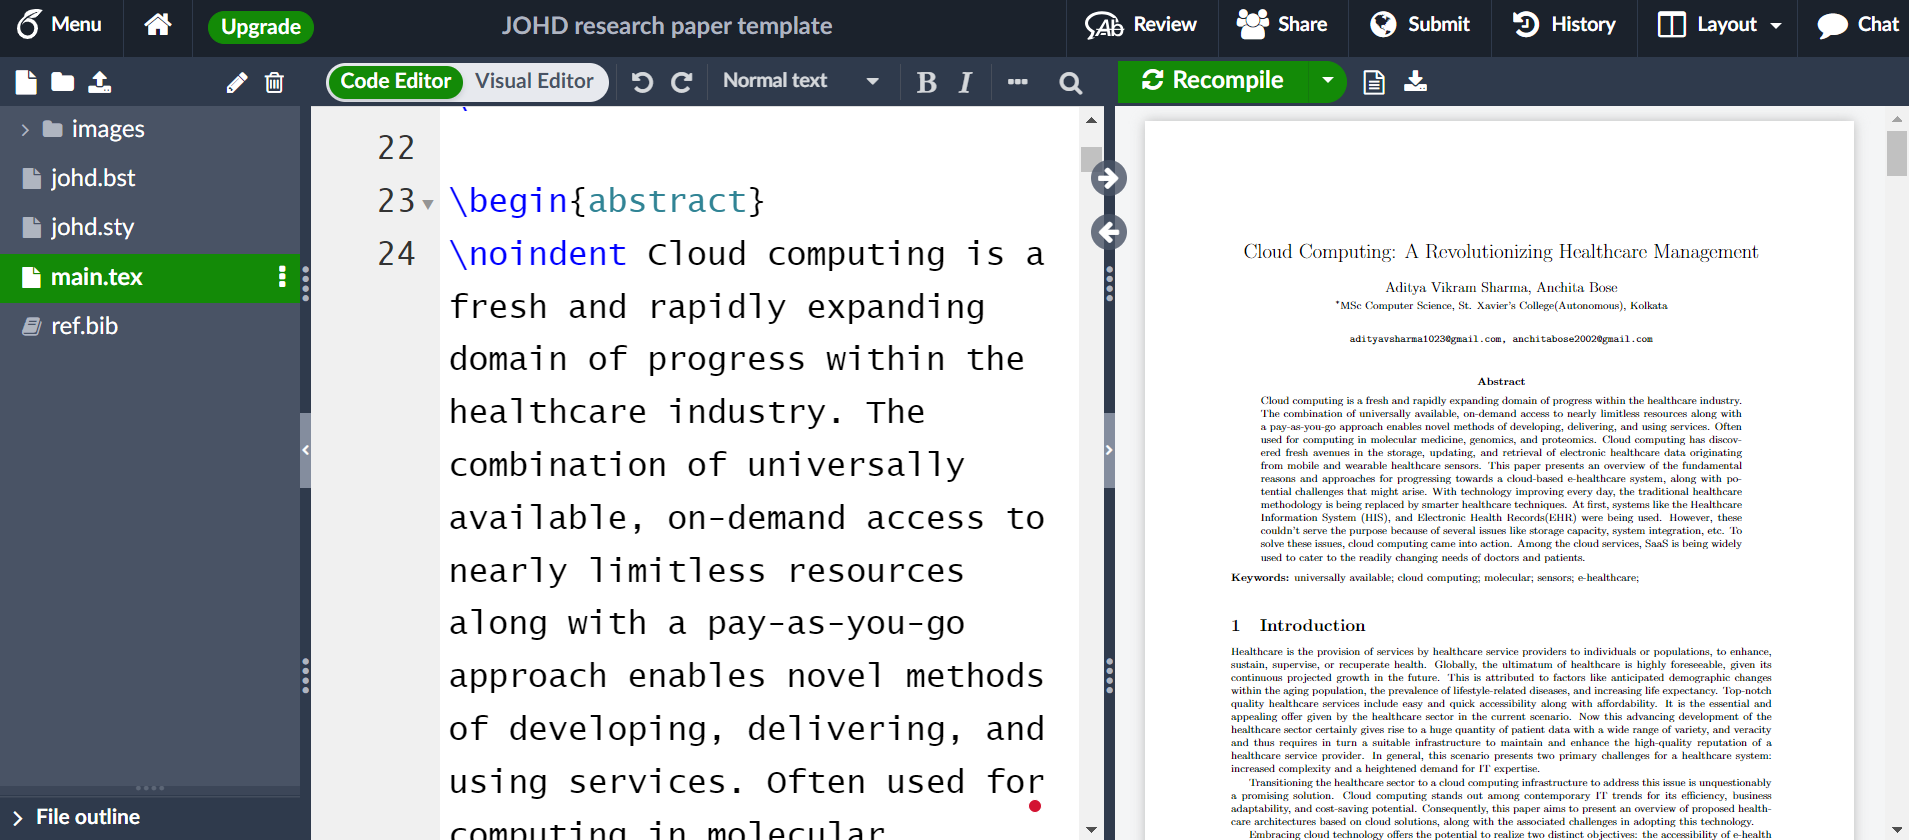 Menu
Upgrade
JOHD research paper template
Review
Share
Submit
History
Layout
Chat
Code Editor
Visual Editor
Normal text
B
I
Recompile
images
johd.bst
johd.sty
main.tex
ref.bib
File outline
22
23 \begin{abstract}
24 \noindent Cloud computing is a
fresh and rapidly expanding
domain of progress within the
healthcare industry. The
combination of universally
available, on-demand access to
nearly limitless resources
along with a pay-as-you-go
approach enables novel methods
of developing, delivering, and
using services. Often used for
computing in molecular
Cloud Computing: A Revolutionizing Healthcare Management
Aditya Vikram Sharma, Anchita Bose
*MSc Computer Science, St. Xavier's College(Autonomous), Kolkata
adityavsharma1023@gmail.com, anchitabose2002@gmail.com
Abstract
Cloud computing is a fresh and rapidly expanding domain of progress within the healthcare industry.
The combination of universally available, on-demand access to nearly limitless resources along with
a pay-as-you-go approach enables novel methods of developing, delivering, and using services. Often
used for computing in molecular medicine, genomics, and proteomics. Cloud computing has discov-
ered fresh avenues in the storage, updating, and retrieval of electronic healthcare data originating
from mobile and wearable healthcare sensors. This paper presents an overview of the fundamental
reasons and approaches for progressing towards a cloud-based e-healthcare system, along with po-
tential challenges that might arise. With technology improving every day, the traditional healthcare
methodology is being replaced by smarter healthcare techniques. At first, systems like the Healthcare
Information System (HIS), and Electronic Health Records(EHR) were being used. However, these
couldn't serve the purpose because of several issues like storage capacity, system integration, etc. To
solve these issues, cloud computing came into action. Among the cloud services, SaaS is being widely
used to cater to the readily changing needs of doctors and patients.
Keywords: universally available; cloud computing; molecular; sensors; e-healthcare;
1 Introduction
Healthcare is the provision of services by healthcare service providers to individuals or populations, to enhance,
sustain, supervise, or recuperate health. Globally, the ultimatum of healthcare is highly foreseeable, given its
continuous projected growth in the future. This is attributed to factors like anticipated demographic changes
within the aging population, the prevalence of lifestyle-related diseases, and increasing life expectancy. Top-notch
quality healthcare services include easy and quick accessibility along with affordability. It is the essential and
appealing offer given by the healthcare sector in the current scenario. Now this advancing development of the
healthcare sector certainly gives rise to a huge quantity of patient data with a wide range of variety, and veracity
and thus requires in turn a suitable infrastructure to maintain and enhance the high-quality reputation of a
healthcare service provider. In general, this scenario presents two primary challenges for a healthcare system:
increased complexity and a heightened demand for IT expertise.
Transitioning the healthcare sector to a cloud computing infrastructure to address this issue is unquestionably
a promising solution. Cloud computing stands out among contemporary IT trends for its efficiency, business
adaptability, and cost-saving potential. Consequently, this paper aims to present an overview of proposed health-
care architectures based on cloud solutions, along with the associated challenges in adopting this technology.
Embracing cloud technology offers the potential to realize two distinct objectives: the accessibility of e-health